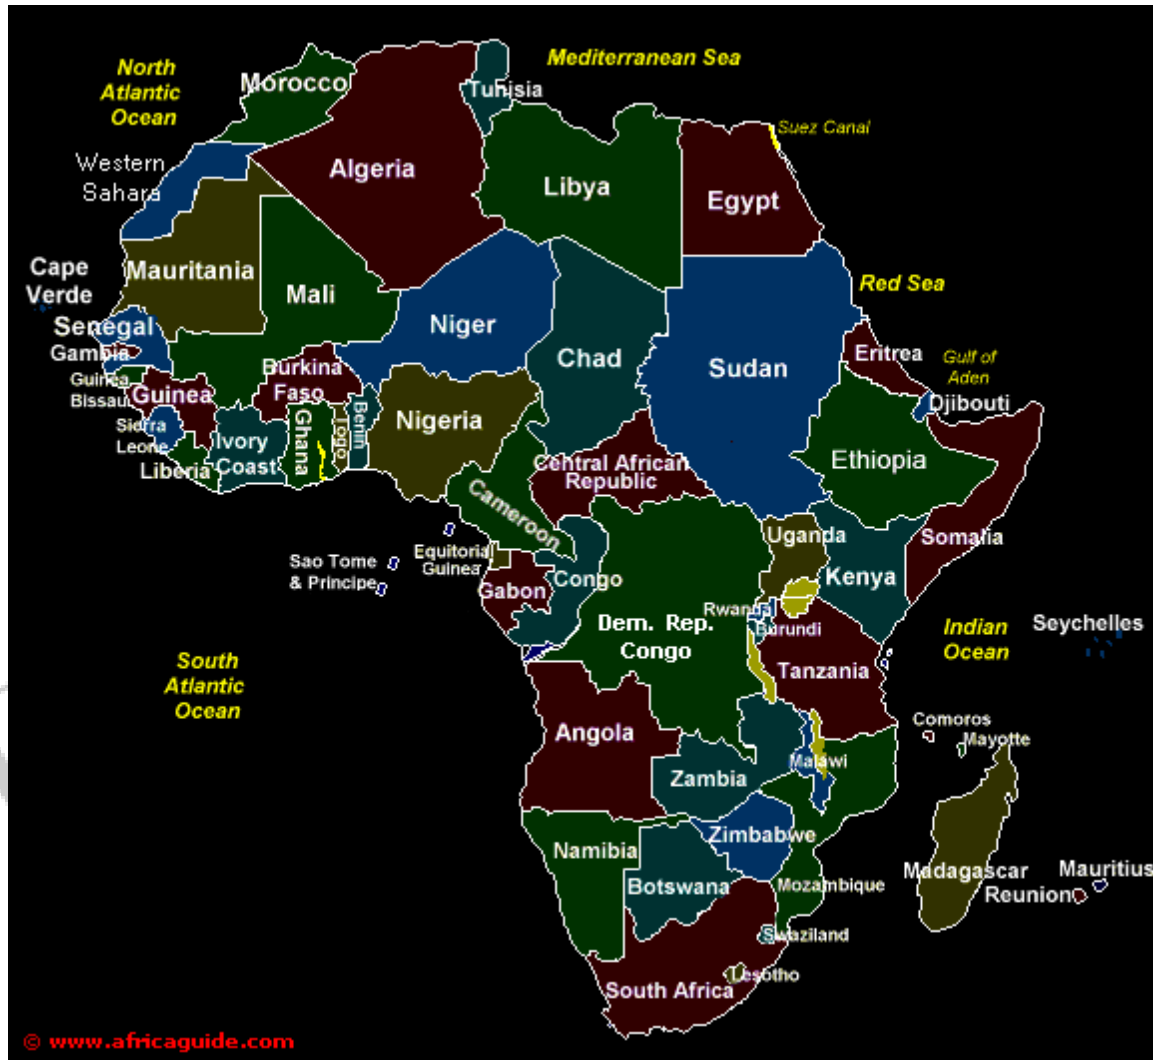 North
Atlantic
Ocean
Mediterranean Sea
Morocco
Tunisia
Suez Canal
Western
Sahara
Algeria
Libya
Egypt
Cape
Verde
Mauritania
Mali
Niger
Chad
Sudan
Red Sea
Senegal
Gambia
Guinea
Bissau
Guinea
Burkina
Faso
Eritrea
Gulf of
Aden
Djibouti
Sierra
Leone
Liberia
Ivory
Coast
Ghana
Togo
Benin
Nigeria
Central African
Republic
Ethiopia
Cameroon
Uganda
Somalia
Sao Tome
& Principe
Equitorial
Guinea
Gabon
Congo
Kenya
Rwanda
Burundi
Dem. Rep.
Congo
Tanzania
Indian
Ocean
Seychelles
South
Atlantic
Ocean
Angola
Zambia
Malawi
Comoros
Mayotte
Namibia
Zimbabwe
Botswana
Mozambique
Madagascar
Mauritius
Reunion
Swaziland
Lesotho
South Africa
© www.africaguide.com